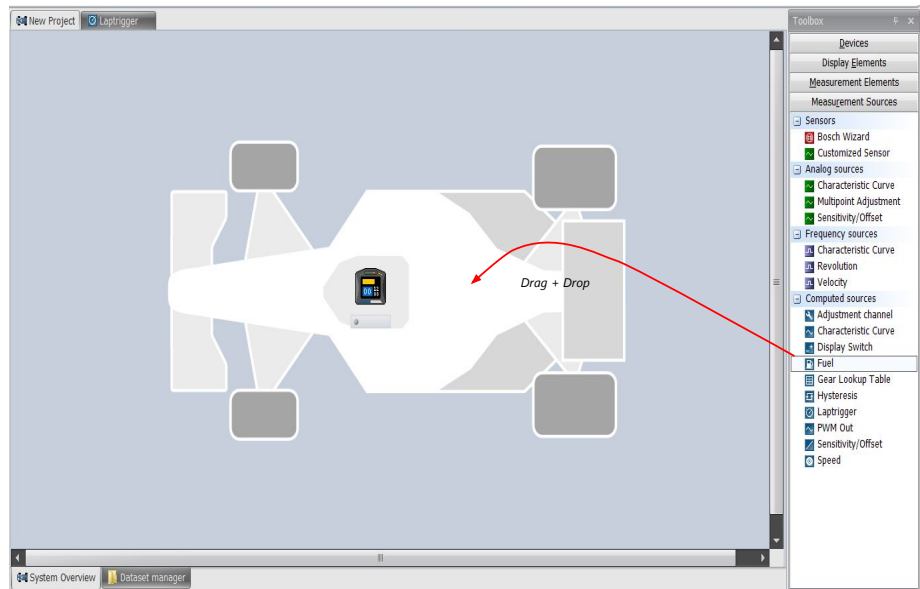 New Project
Laptrigger
Toolbox
Devices
Display Elements
Measurement Elements
Measurement Sources
Sensors
Bosch Wizard
Customized Sensor
Analog sources
Characteristic Curve
Multipoint Adjustment
Sensitivity/Offset
Frequency sources
Characteristic Curve
Revolution
Velocity
Computed sources
Adjustment channel
Characteristic Curve
Display Switch
Fuel
Gear Lookup Table
Hysteresis
Laptrigger
PWM Out
Sensitivity/Offset
Speed
Drag + Drop
System Overview
Dataset manager